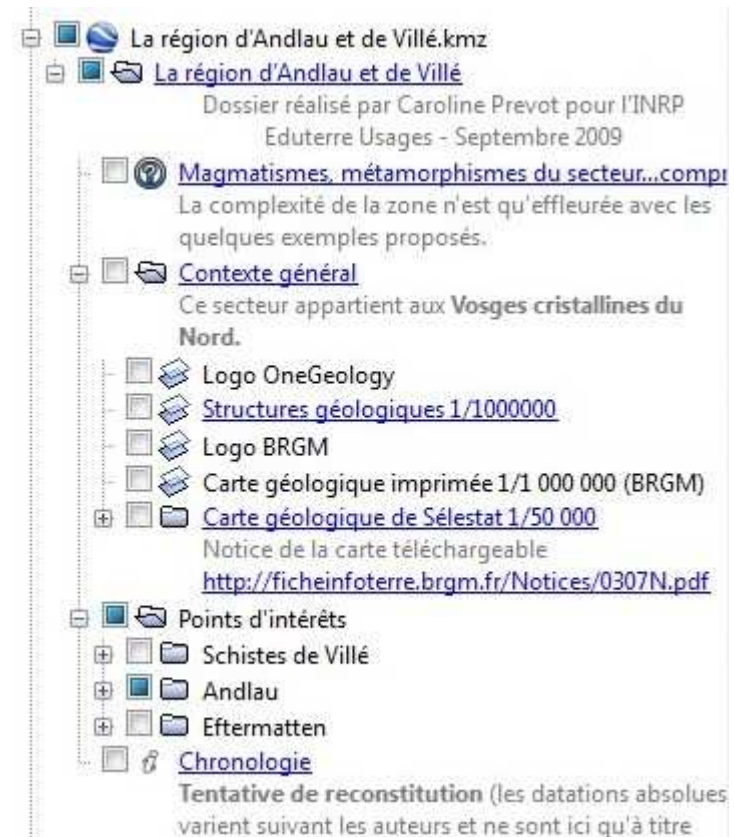 La région d'Andlau et de Villé.kmz
La région d'Andlau et de Villé
Dossier réalisé par Caroline Prevot pour l'INRP
Eduterre Usages - Septembre 2009
Magmatismes, métamorphismes du secteur...compr
La complexité de la zone n'est qu'effleurée avec les
quelques exemples proposés.
Contexte général
Ce secteur appartient aux Vosges cristallines du
Nord.
Logo OneGeology
Structures géologiques 1/1000000
Logo BRGM
Carte géologique imprimée 1/1 000 000 (BRGM)
Carte géologique de Sélestat 1/50 000
Notice de la carte téléchargeable
http://ficheinfoterre.brgm.fr/Notices/0307N.pdf
Points d'intérêts
Schistes de Villé
Andlau
Eftermatten
Chronologie
Tentative de reconstitution (les datations absolues
varient suivant les auteurs et ne sont ici qu'à titre